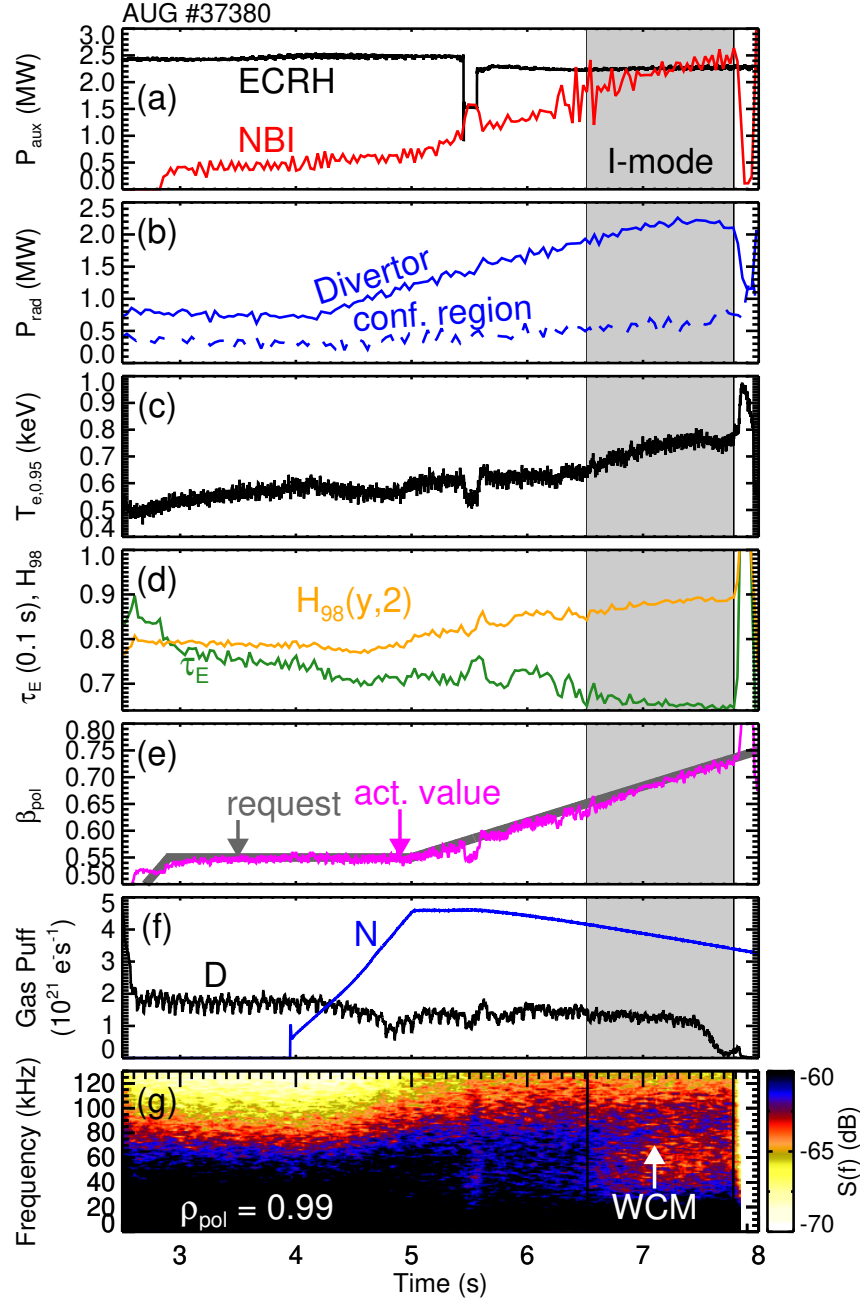 AUG #37380
P_aux (MW)
3.0
2.5
2.0
1.5
1.0
0.5
0.0
(a)
ECRH
NBI
I-mode
P_rad (MW)
2.5
2.0
1.5
1.0
0.5
0.0
(b)
Divertor
conf. region
T_e,0.95 (keV)
1.0
0.9
0.8
0.7
0.6
0.5
0.4
(c)
τ_E (0.1 s), H_98
1.0
0.9
0.8
0.7
(d)
H_98(y,2)
τ_E
β_pol
0.80
0.75
0.70
0.65
0.60
0.55
0.50
(e)
request
act. value
Gas Puff
(10^21 e^-s^-1)
5
4
3
2
1
0
(f)
N
D
Frequency (kHz)
120
100
80
60
40
20
0
(g)
ρ_pol = 0.99
WCM
-60
-65
-70
S(f) (dB)
3 4 5 6 7 8
Time (s)